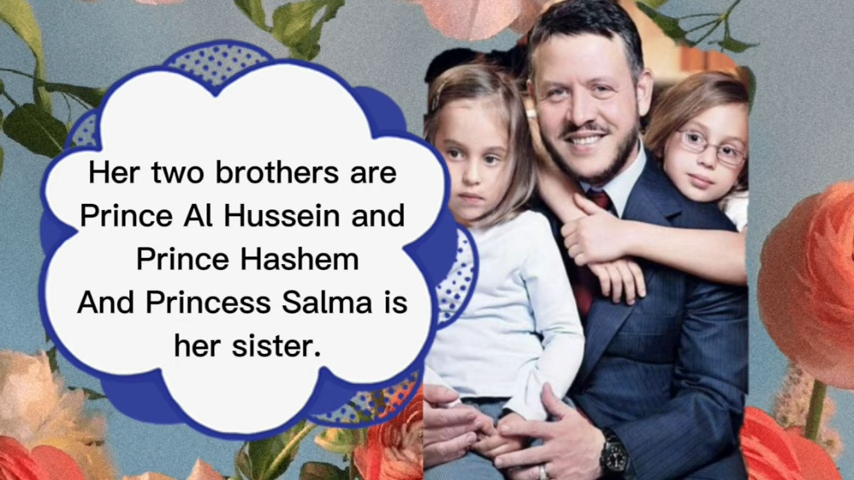 Her two brothers are
Prince Al Hussein and
Prince Hashem
And Princess Salma is
her sister.